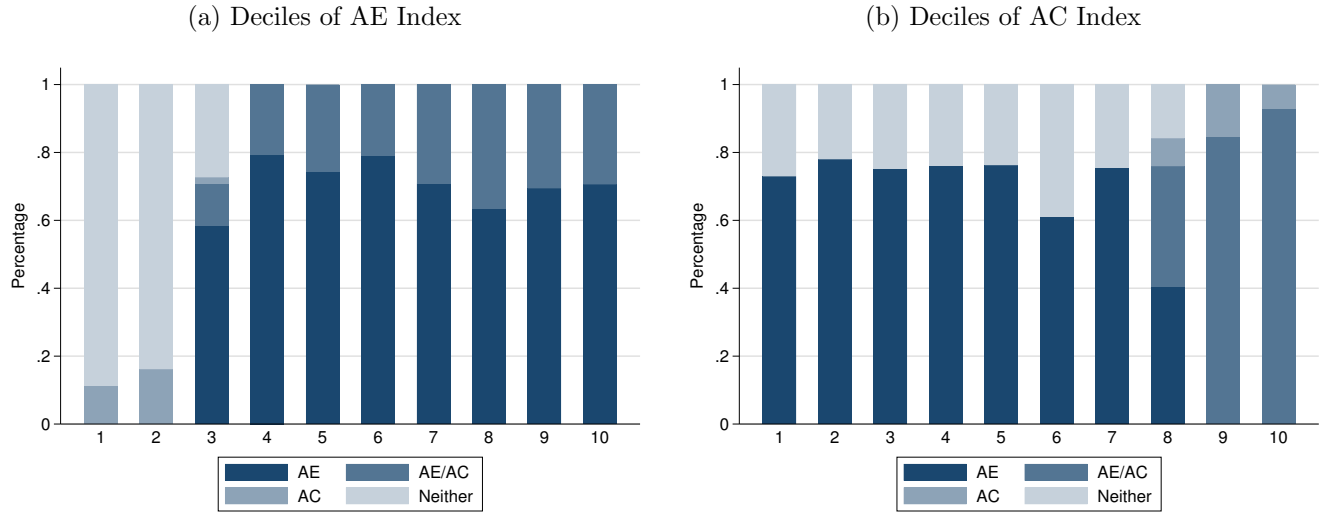 (a) Deciles of AE Index
Percentage
1
.8
.6
.4
.2
0
1 2 3 4 5 6 7 8 9 10
AE AE/AC
AC Neither
(b) Deciles of AC Index
Percentage
1
.8
.6
.4
.2
0
1 2 3 4 5 6 7 8 9 10
AE AE/AC
AC Neither